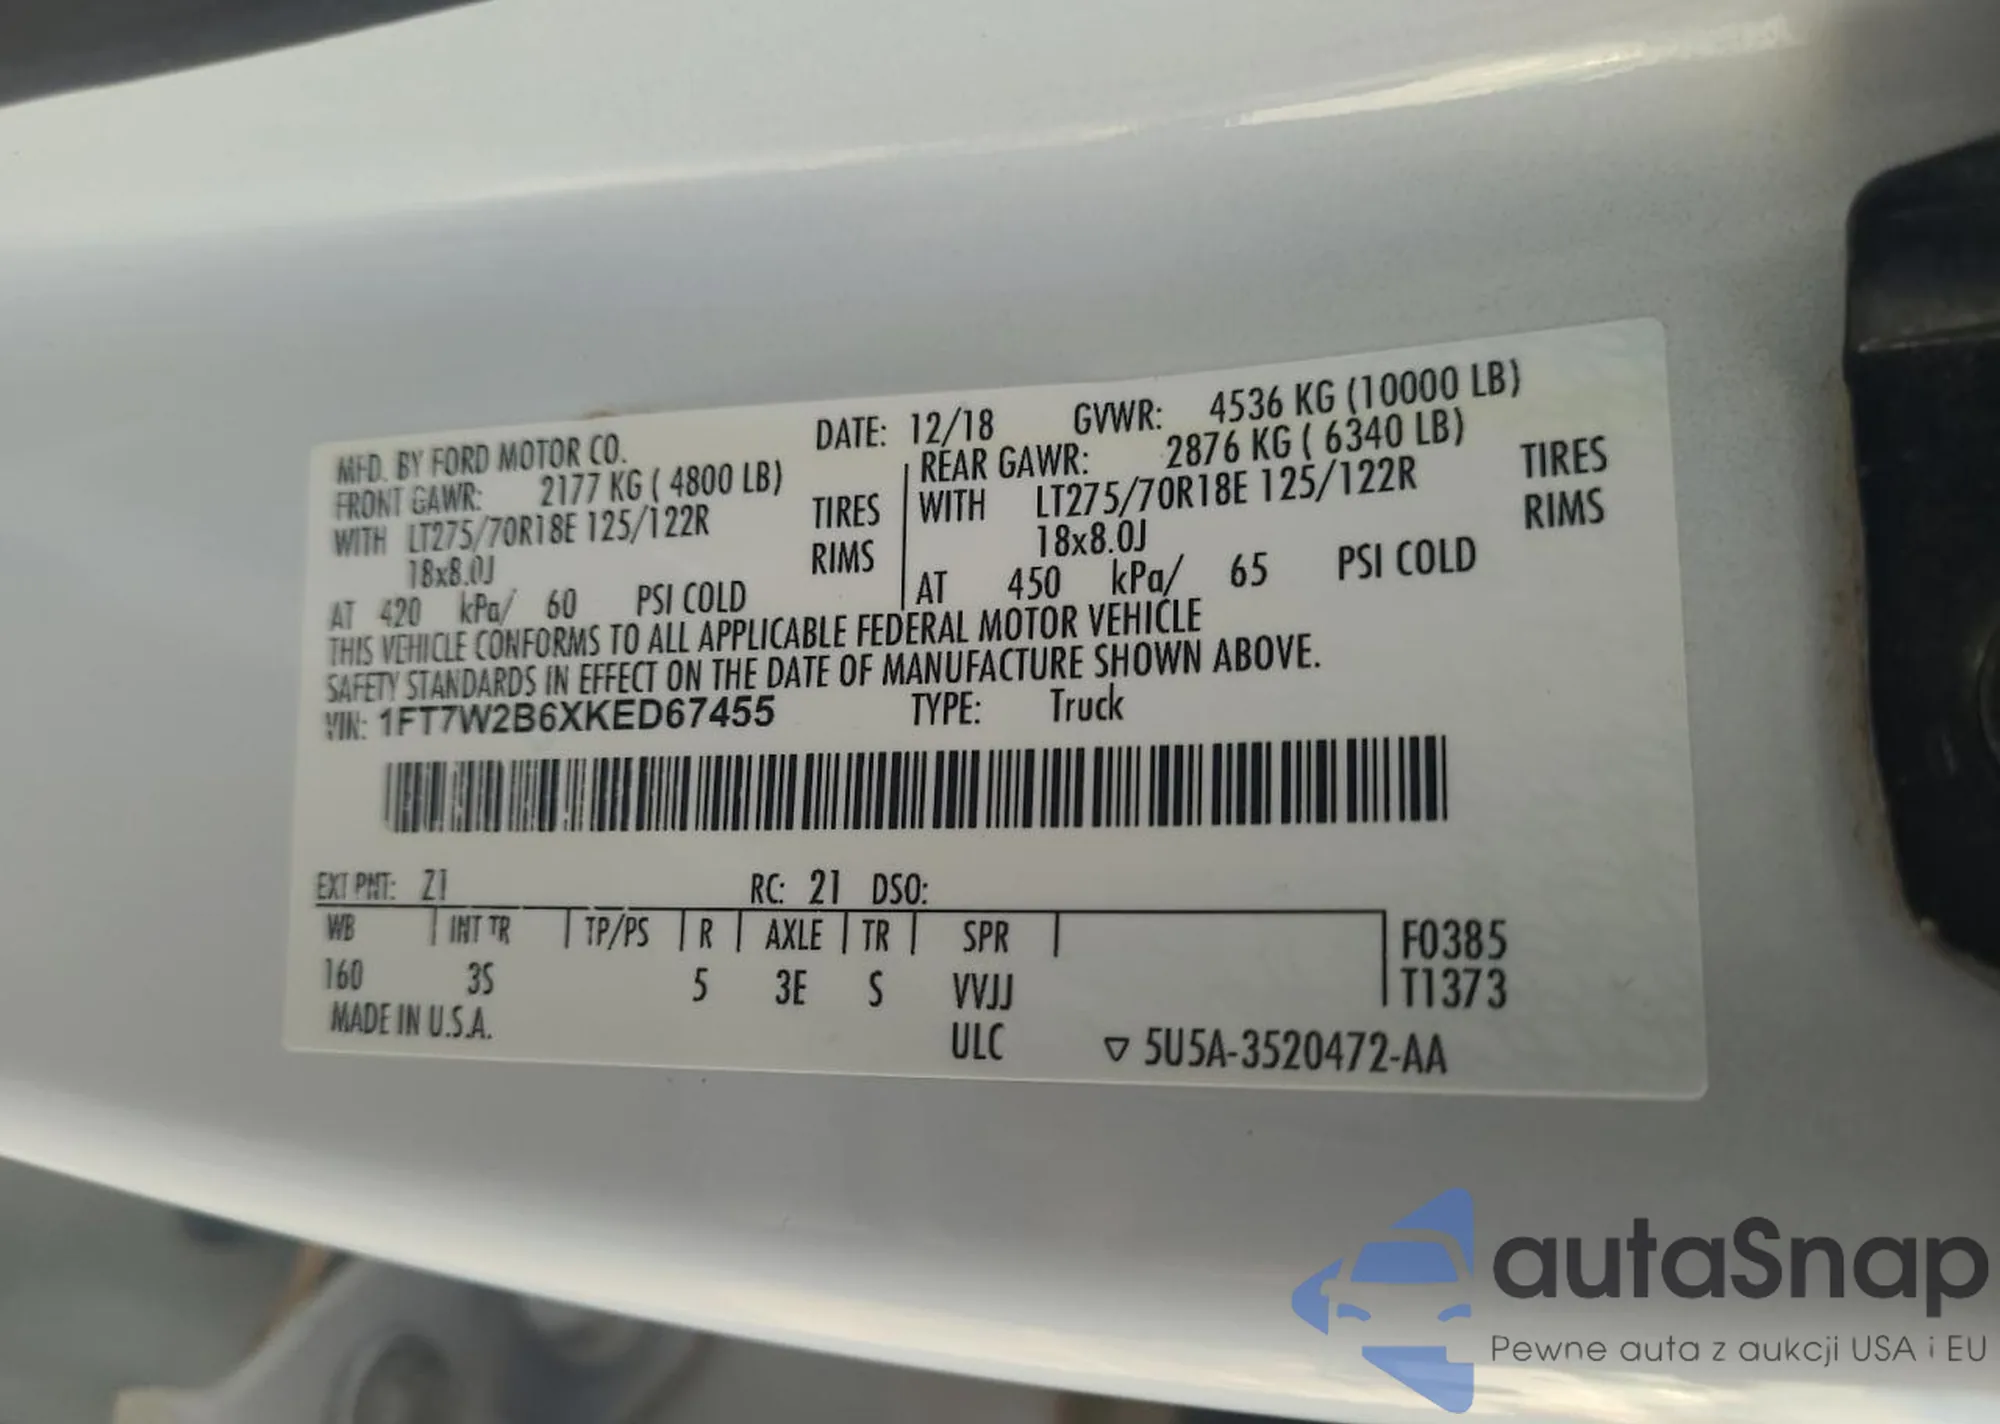 MFD. BY FORD MOTOR CO. DATE: 12/18 GVWR: 4536 KG (10000 LB)
FRONT GAWR: 2177 KG ( 4800 LB) REAR GAWR: 2876 KG ( 6340 LB)
WITH LT275/70R18E 125/122R TIRES WITH LT275/70R18E 125/122R TIRES
18x8.0J RIMS 18x8.0J RIMS
AT 420 kPa/ 60 PSI COLD AT 450 kPa/ 65 PSI COLD
THIS VEHICLE CONFORMS TO ALL APPLICABLE FEDERAL MOTOR VEHICLE
SAFETY STANDARDS IN EFFECT ON THE DATE OF MANUFACTURE SHOWN ABOVE.
VIN: 1FT7W2B6XKED67455 TYPE: Truck
EXT PNT: Z1 RC: 21 DSO:
WB INT TR TP/PS R AXLE TR SPR F0385
160 3S 5 3E S VVJJ T1373
MADE IN U.S.A. ULC ▽ 5U5A-3520472-AA
autaSnap
Pewne auta z aukcji USA i EU